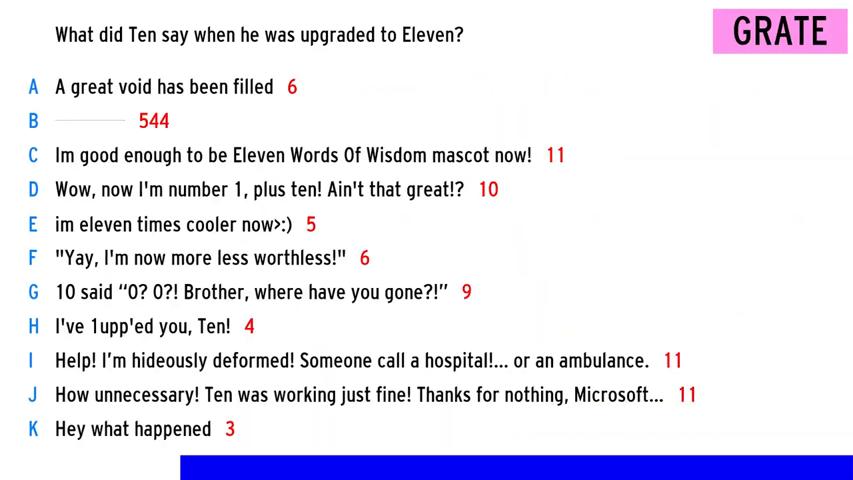 What did Ten say when he was upgraded to Eleven?
GRATE
A A great void has been filled 6
B 544
C Im good enough to be Eleven Words Of Wisdom mascot now! 11
D Wow, now I'm number 1, plus ten! Ain't that great!? 10
E im eleven times cooler now>:) 5
F "Yay, I'm now more less worthless!" 6
G 10 said “0? 0?! Brother, where have you gone?!” 9
H I've 1upp'ed you, Ten! 4
I Help! I’m hideously deformed! Someone call a hospital!... or an ambulance. 11
J How unnecessary! Ten was working just fine! Thanks for nothing, Microsoft... 11
K Hey what happened 3